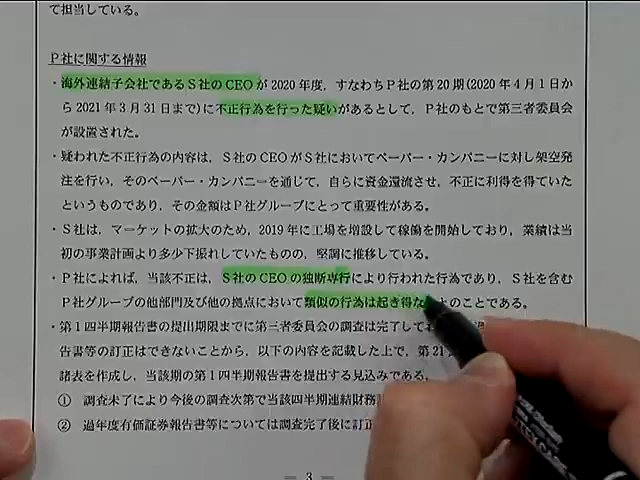 て担当している。
P社に関する情報
・海外連結子会社であるS社のCEOが2020年度，すなわちP社の第20期(2020年4月1日か
ら2021年3月31日まで)に不正行為を行った疑いがあるとして，P社のもとで第三者委員会
が設置された。
・疑われた不正行為の内容は，S社のCEOがS社においてペーパー・カンパニーに対し架空発
注を行い，そのペーパー・カンパニーを通じて，自らに資金還流させ，不正に利得を得ていた
というものであり，その金額はP社グループにとって重要性がある。
・S社は，マーケットの拡大のため，2019年に工場を増設して稼働を開始しており，業績は当
初の事業計画より多少下振れしていたものの，堅調に推移している。
・P社によれば，当該不正は，S社のCEOの独断専行により行われた行為であり，S社を含む
P社グループの他部門及び他の拠点において類似の行為は起き得な とのことである。
・第1四半期報告書の提出期限までに第三者委員会の調査は完了して
告書等の訂正はできないことから，以下の内容を記載した上で，第21
諸表を作成し，当該期の第1四半期報告書を提出する見込みである。
① 調査未了により今後の調査次第で当該四半期連結財務
② 過年度有価証券報告書等については調査完了後に訂正
— 3 —